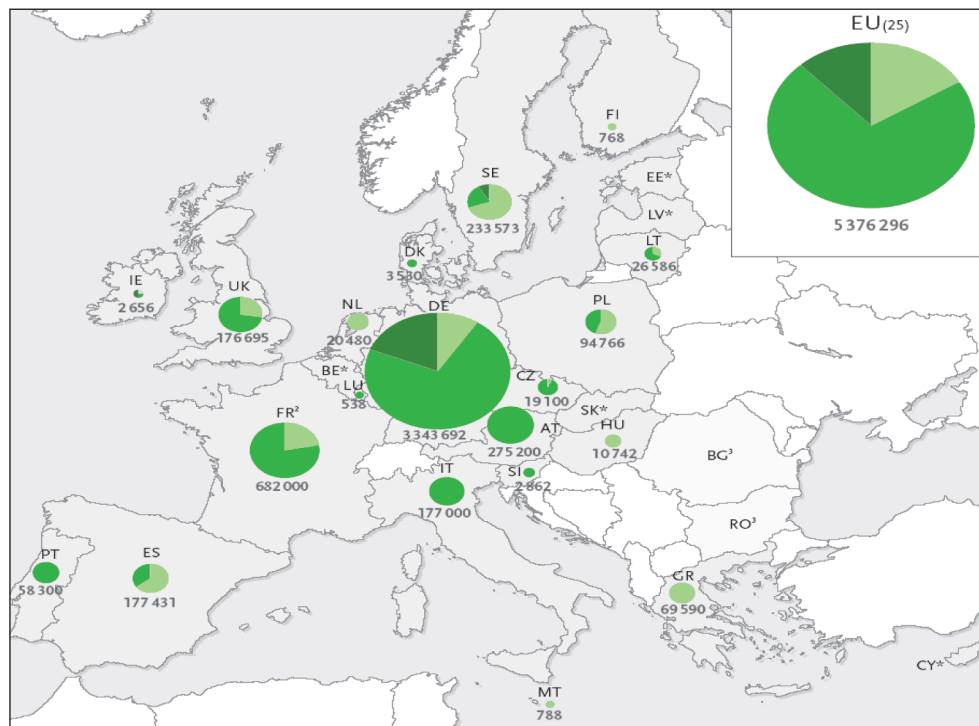 EU(25)
5 376 296
FI
768
SE
233 573
EE*
LV*
LT
26 586
DK
3 530
IE
2 656
UK
176 695
NL
20 480
DE
3 343 692
PL
94 766
BE*
LU
538
CZ
19 100
SK*
FR²
682 000
AT
275 200
HU
10 742
BG³
IT
177 000
SI
2 862
RO³
PT
58 300
ES
177 431
GR
69 590
CY*
MT
788